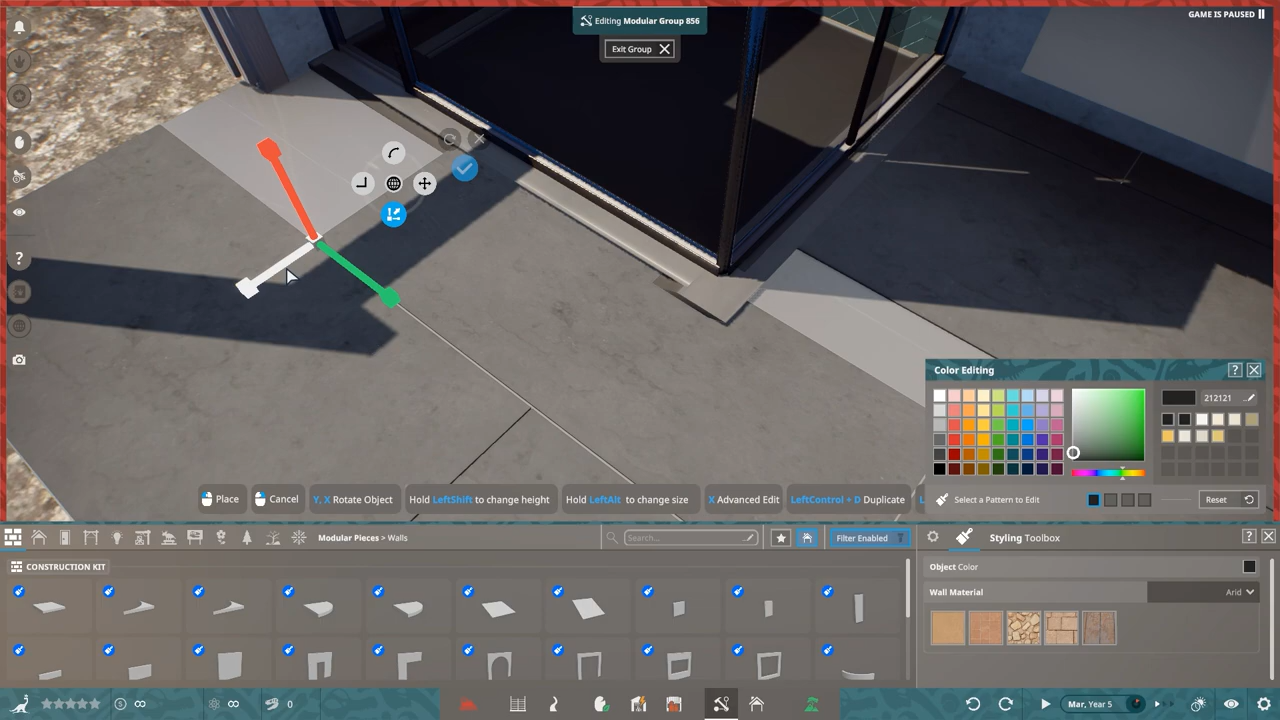 Editing Modular Group 856
GAME IS PAUSED
Exit Group
?
Color Editing
?
212121
Select a Pattern to Edit
Reset
Place
Cancel
Y, X Rotate Object
Hold LeftShift to change height
Hold LeftAlt to change size
X Advanced Edit
LeftControl + D Duplicate
Modular Pieces > Walls
Search...
Filter Enabled
Styling Toolbox
?
CONSTRUCTION KIT
Object Color
Wall Material
Arid
0
Mar, Year 5